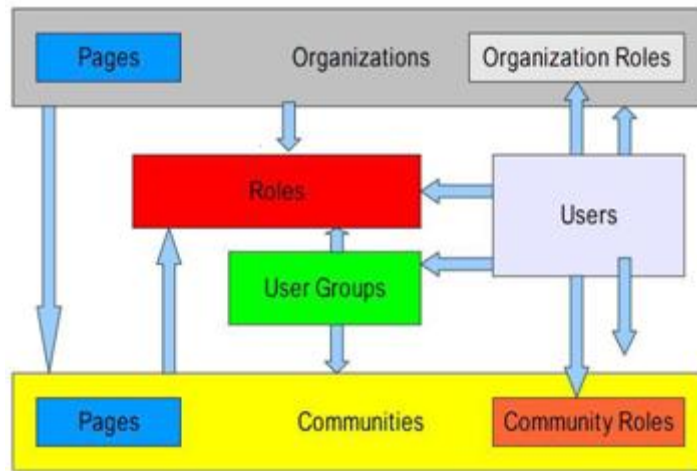 Pages
Organizations
Organization Roles
Roles
Users
User Groups
Pages
Communities
Community Roles